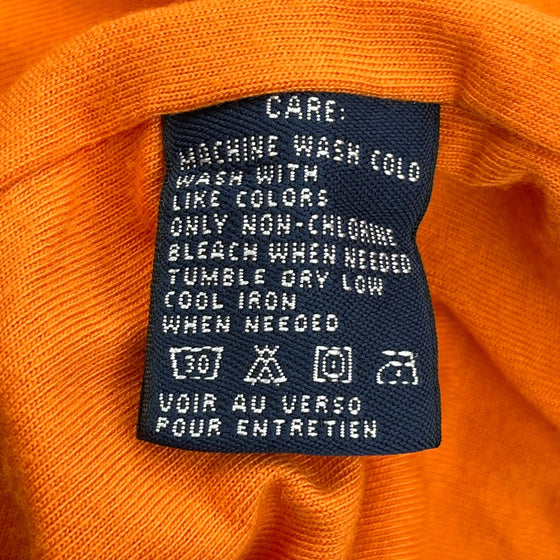 CARE:
MACHINE WASH COLD
WASH WITH
LIKE COLORS
ONLY NON-CHLORINE
BLEACH WHEN NEEDED
TUMBLE DRY LOW
COOL IRON
WHEN NEEDED
30
VOIR AU VERSO
POUR ENTRETIEN